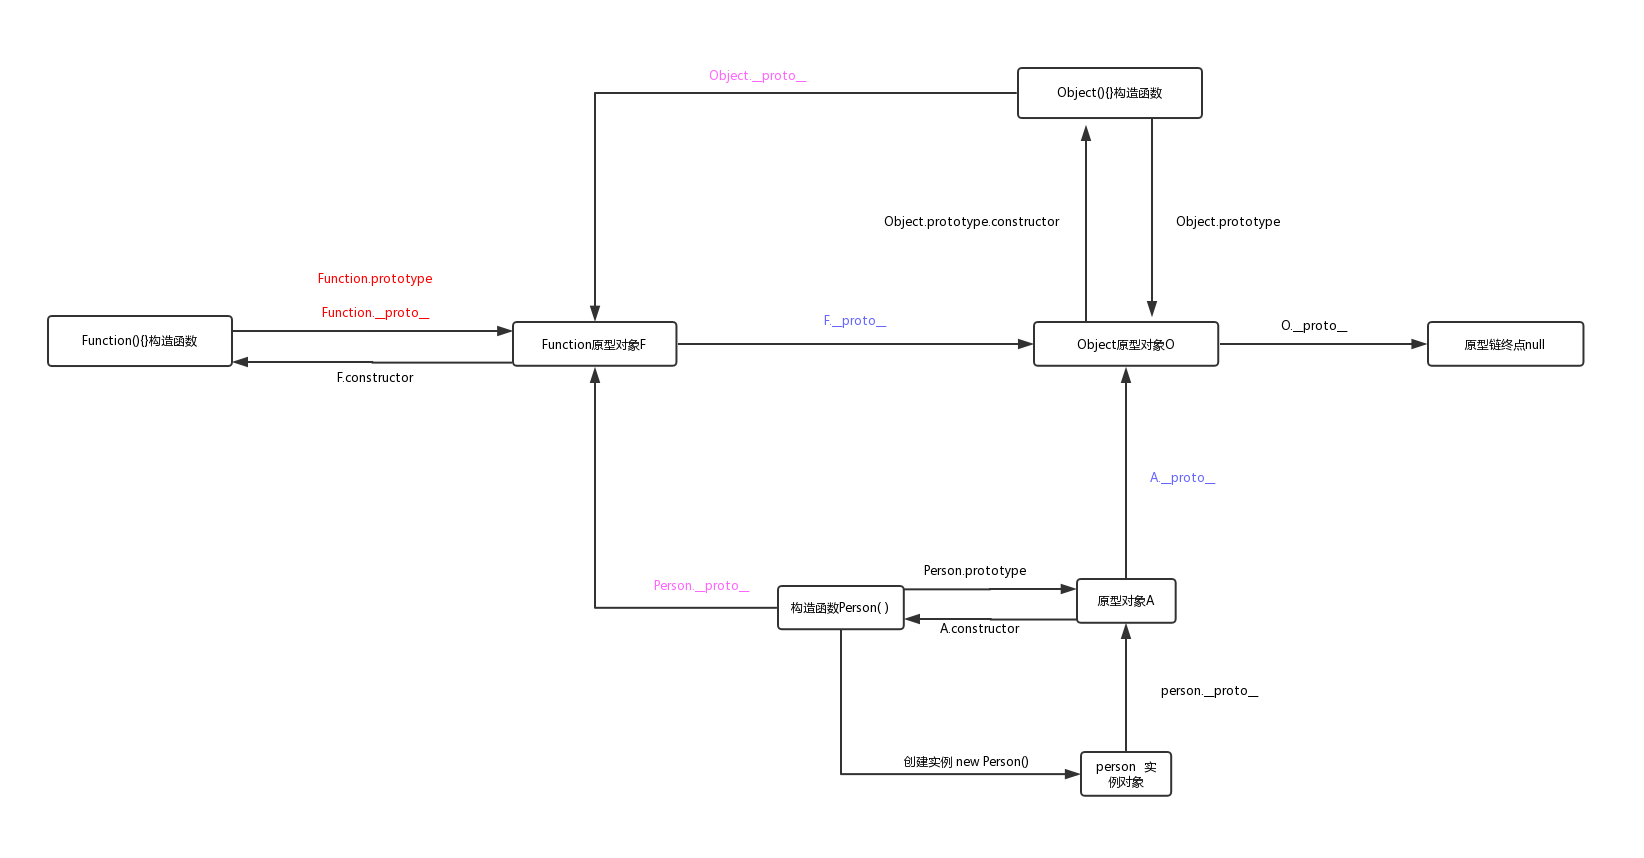 Object.__proto__
Object(){}构造函数
Object.prototype.constructor
Object.prototype
Function.prototype
Function.__proto__
Function(){}构造函数
F.constructor
Function原型对象F
F.__proto__
Object原型对象O
O.__proto__
原型链终点null
A.__proto__
Person.__proto__
构造函数Person( )
Person.prototype
A.constructor
原型对象A
person.__proto__
创建实例 new Person()
person 实
例对象